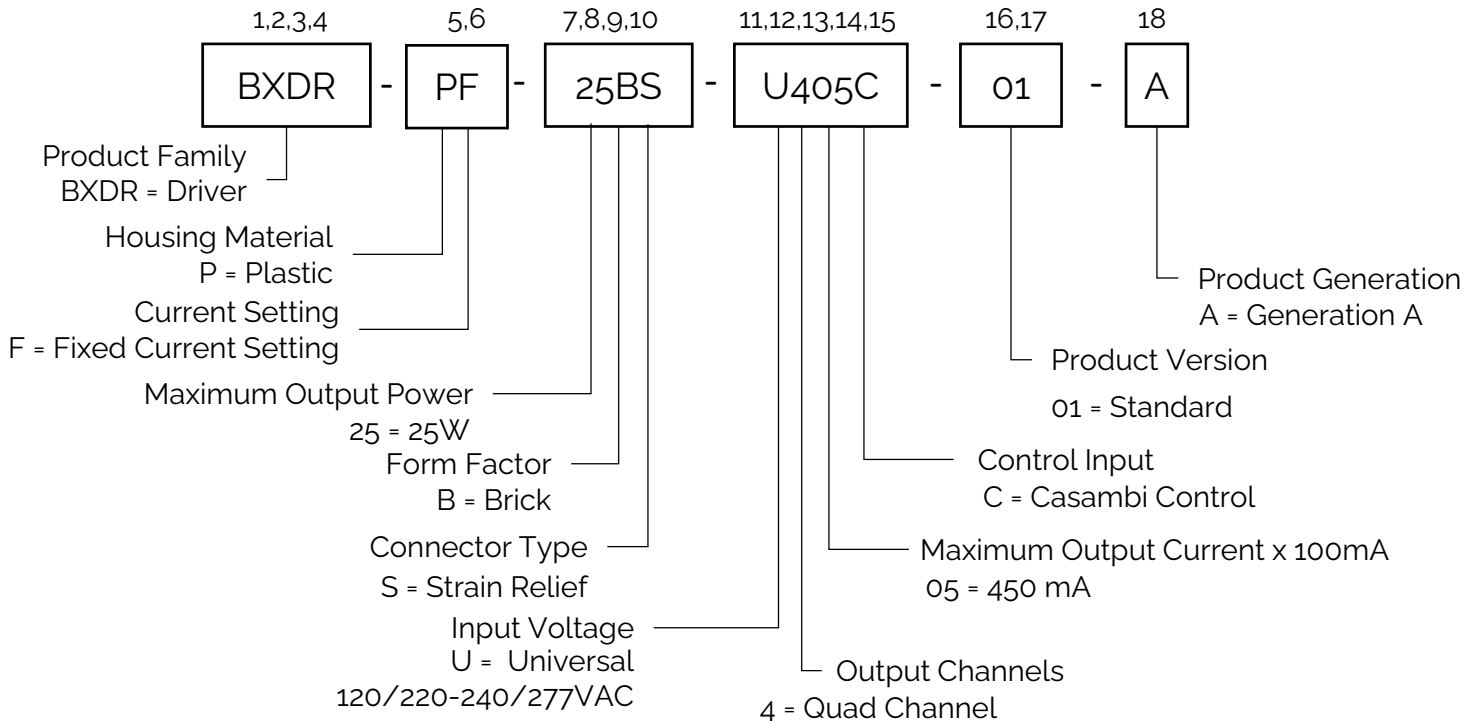 1,2,3,4 5,6 7,8,9,10 11,12,13,14,15 16,17 18
BXDR - PF - 25BS - U405C - 01 - A
Product Family
BXDR = Driver
Housing Material
P = Plastic
Current Setting
F = Fixed Current Setting
Maximum Output Power
25 = 25W
Form Factor
B = Brick
Connector Type
S = Strain Relief
Input Voltage
U = Universal
120/220-240/277VAC
Output Channels
4 = Quad Channel
Maximum Output Current x 100mA
05 = 450 mA
Control Input
C = Casambi Control
Product Version
01 = Standard
Product Generation
A = Generation A